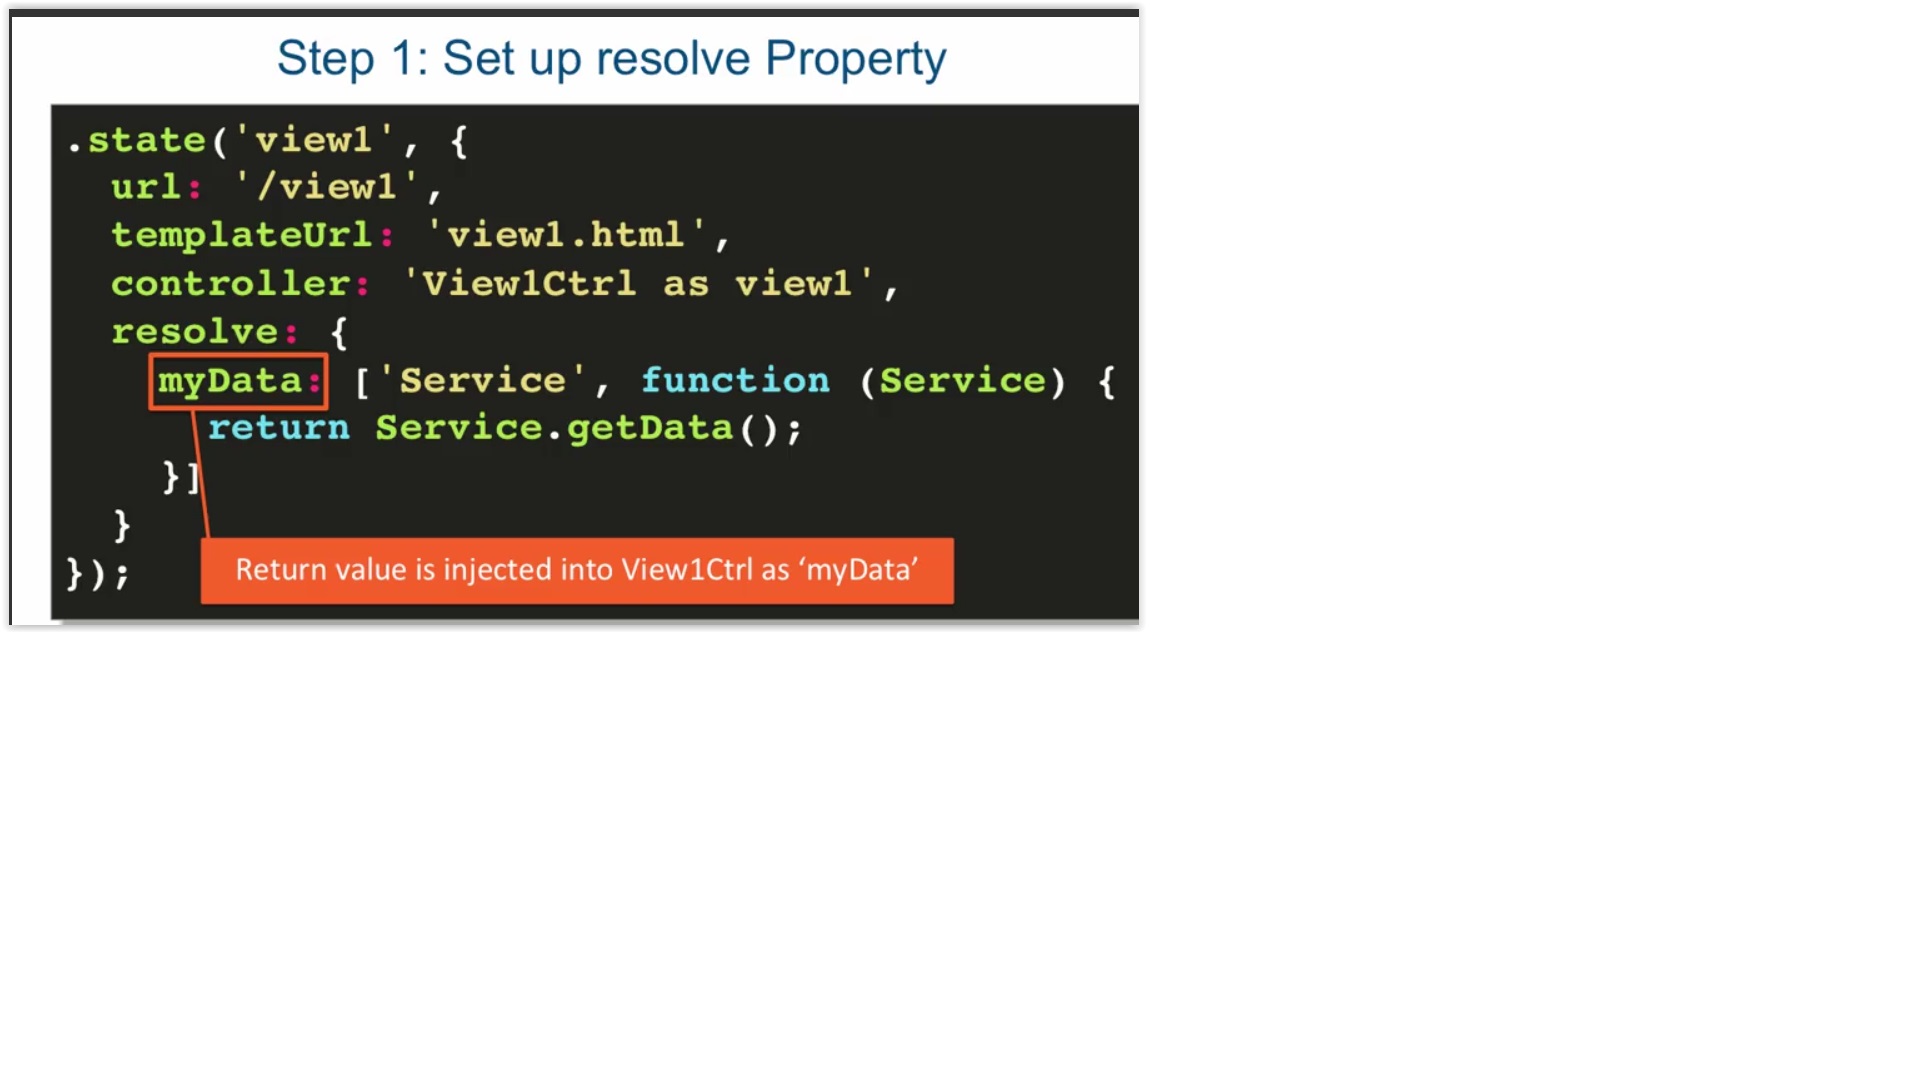 Step 1: Set up resolve Property
.state('view1', {
url: '/view1',
templateUrl: 'view1.html',
controller: 'View1Ctrl as view1',
resolve: {
myData: ['Service', function (Service) {
return Service.getData();
}]
}
});
Return value is injected into View1Ctrl as ‘myData’